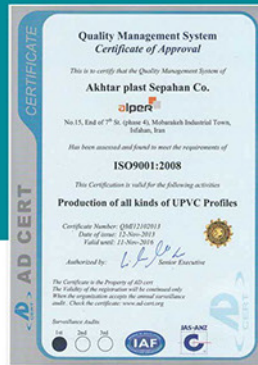 CERTIFICATE
Quality Management System
Certificate of Approval
This is to certify that the Quality Management System of
Akhtar plast Sepahan Co.
alper
No.15, End of 7th St. (phase 4), Mobarakeh Industrial Town,
Isfahan, Iran
Has been assessed and found to meet the requirements of
ISO9001:2008
This Certification is valid for the following activities
Production of all kinds of UPVC Profiles
Certificate Number: QMI12102013
Date of issue: 12-Nov-2013
Valid until: 11-Nov-2016
Authorized by:
Senior Executive
The Certificate is the Property of AD cert
The Validity of the registration will be continued only
When the organization accepts the annual surveillance
audit. Check the certificate: www.ad-cert.org
Surveillance Audits
1st 2nd 3rd
IAF
JAS-ANZ
AD CERT
AD
CERT